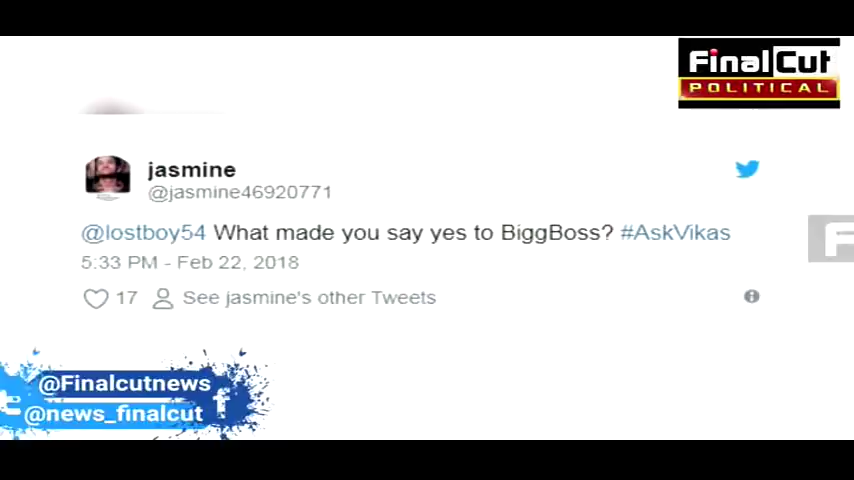 FinalCut
POLITICAL
jasmine
@jasmine46920771
@lostboy54 What made you say yes to BiggBoss? #AskVikas
5:33 PM - Feb 22, 2018
17 See jasmine's other Tweets
@Finalcutnews
@news_finalcut